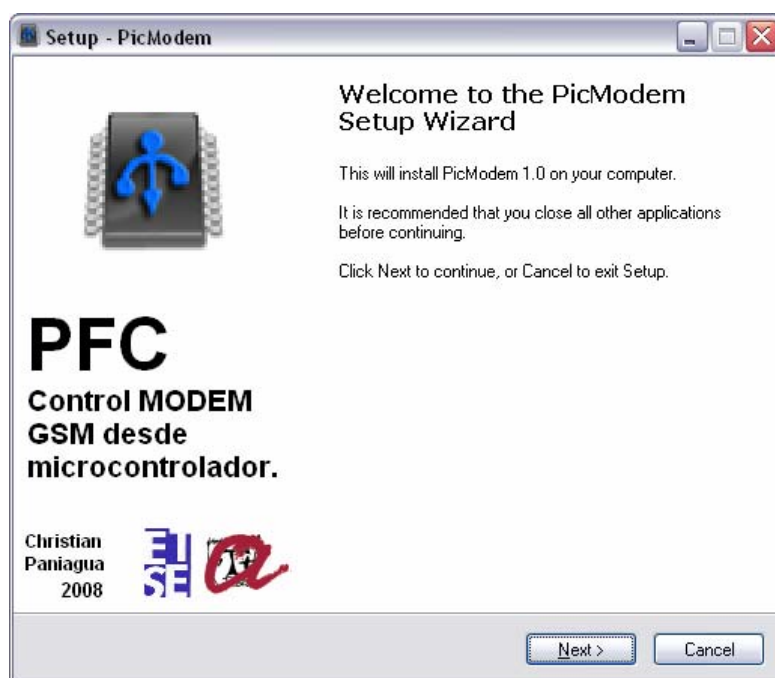 Setup - PicModem
Welcome to the PicModem
Setup Wizard
This will install PicModem 1.0 on your computer.
It is recommended that you close all other applications
before continuing.
Click Next to continue, or Cancel to exit Setup.
PFC
Control MODEM
GSM desde
microcontrolador.
Christian
Paniagua
2008
ET
SE
Next >
Cancel